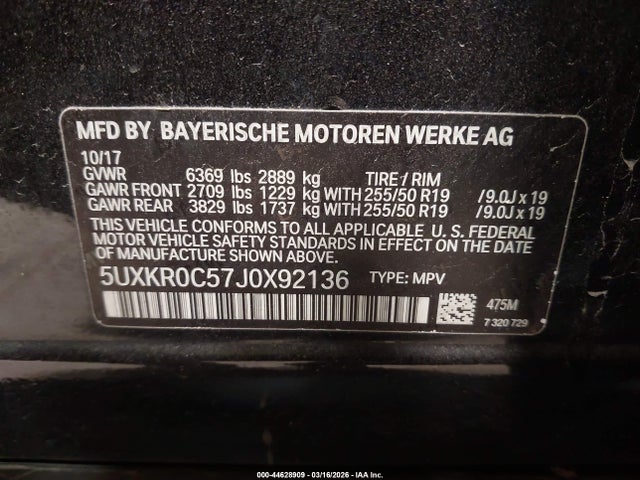 MFD BY BAYERISCHE MOTOREN WERKE AG
10/17
GVWR 6369 lbs 2889 kg TIRE / RIM
GAWR FRONT 2709 lbs 1229 kg WITH 255/50 R19 / 9.0J x 19
GAWR REAR 3829 lbs 1737 kg WITH 255/50 R19 / 9.0J x 19
THIS VEHICLE CONFORMS TO ALL APPLICABLE U. S. FEDERAL
MOTOR VEHICLE SAFETY STANDARDS IN EFFECT ON THE DATE
OF MANUFACTURE SHOWN ABOVE.
5UXKR0C57J0X92136 TYPE: MPV
475M
7 320 729
000-44628909 - 03/16/2026 - IAA Inc.